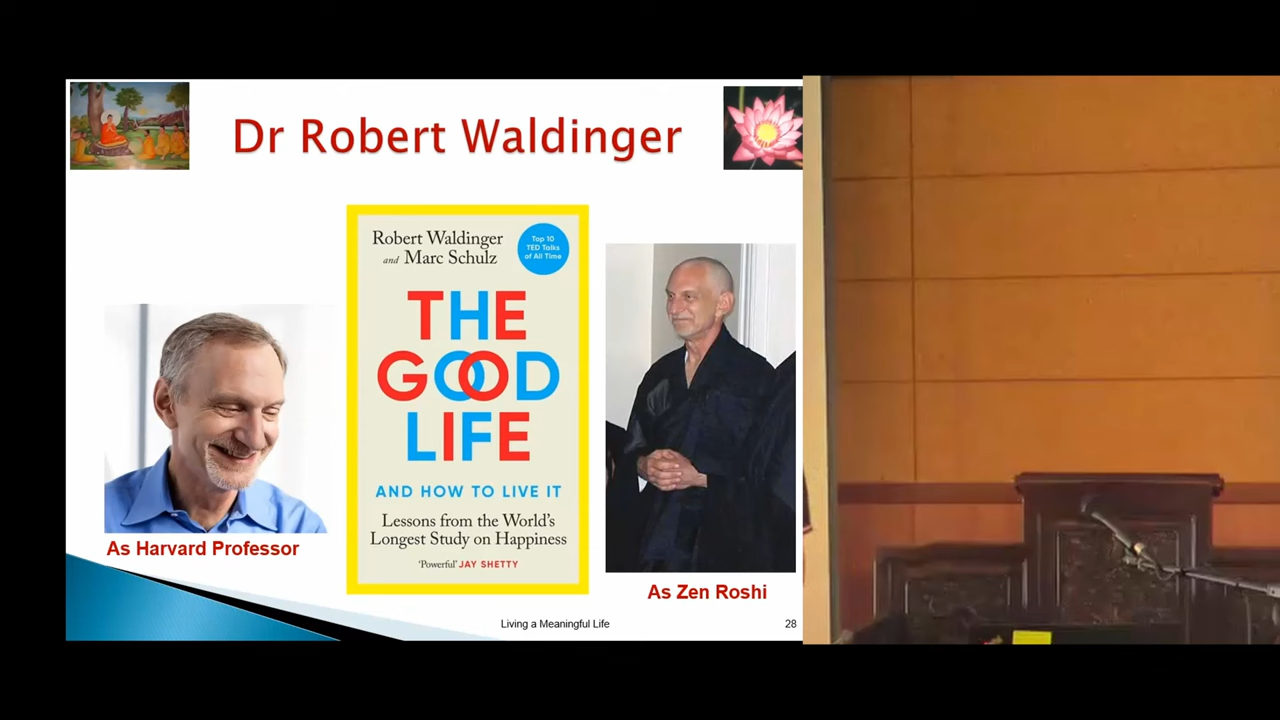 Dr Robert Waldinger
Robert Waldinger
and Marc Schulz
Top 10
TED Talks
of All Time
THE
GOOD
LIFE
AND HOW TO LIVE IT
Lessons from the World's
Longest Study on Happiness
'Powerful' JAY SHETTY
As Harvard Professor
As Zen Roshi
Living a Meaningful Life
28